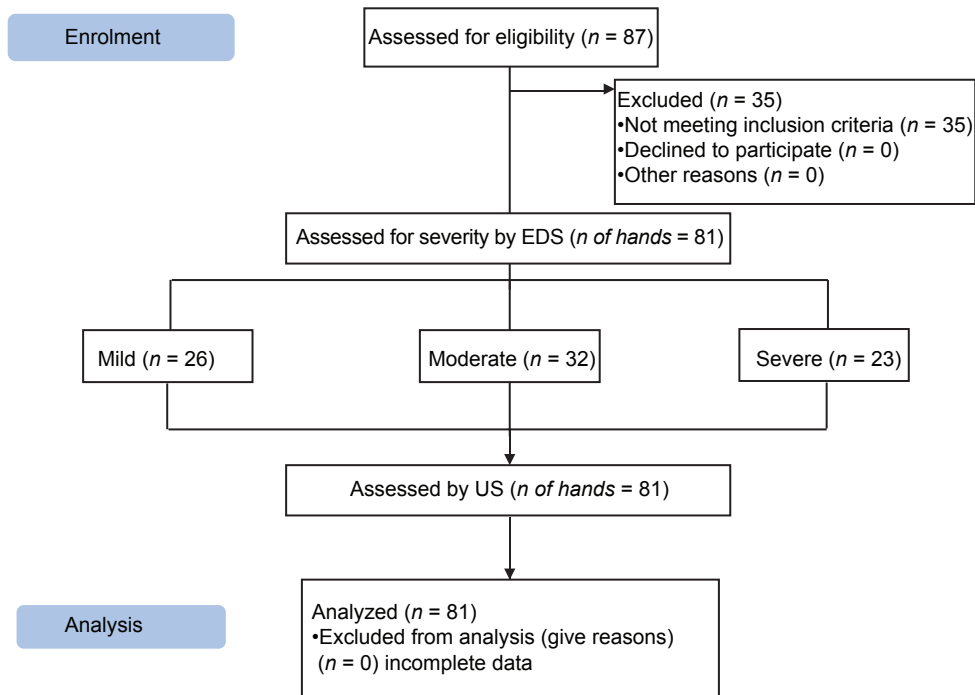 Enrolment
Assessed for eligibility (n = 87)
Excluded (n = 35)
•Not meeting inclusion criteria (n = 35)
•Declined to participate (n = 0)
•Other reasons (n = 0)
Assessed for severity by EDS (n of hands = 81)
Mild (n = 26)
Moderate (n = 32)
Severe (n = 23)
Assessed by US (n of hands = 81)
Analysis
Analyzed (n = 81)
•Excluded from analysis (give reasons)
(n = 0) incomplete data